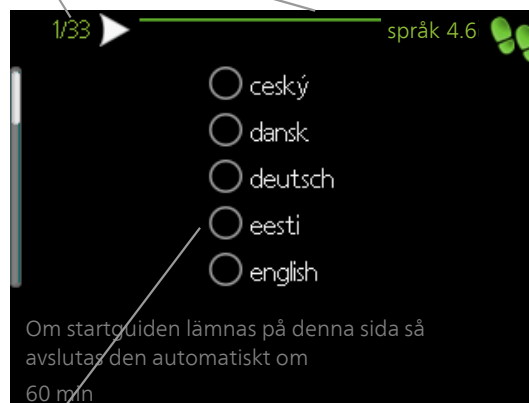 1/33
språk 4.6
ceský
dansk
deutsch
eesti
english
Om startguiden lämnas på denna sida så
avslutas den automatiskt om
60 min